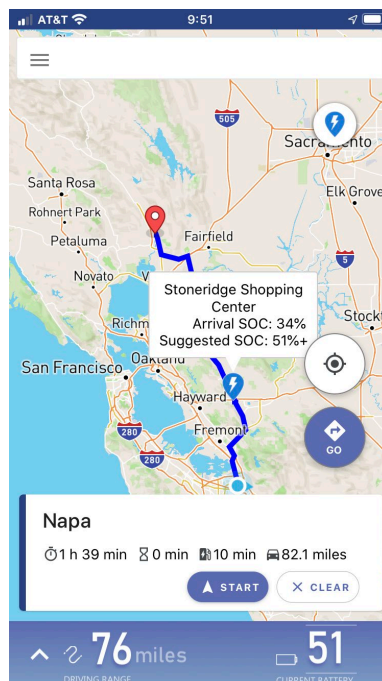 AT&T
9:51
505
Sacramento
Santa Rosa
Elk Grove
Rohnert Park
Petaluma
Fairfield
5
Novato
V
Stoneridge Shopping
Center
Arrival SOC: 34%
Suggested SOC: 51%+
Richm
Stockt
San Francisco
Oakland
Hayward
280
Fremont
280
GO
Napa
1 h 39 min
0 min
10 min
82.1 miles
START
CLEAR
76 miles
51
DRIVING RANGE
CURRENT BATTERY